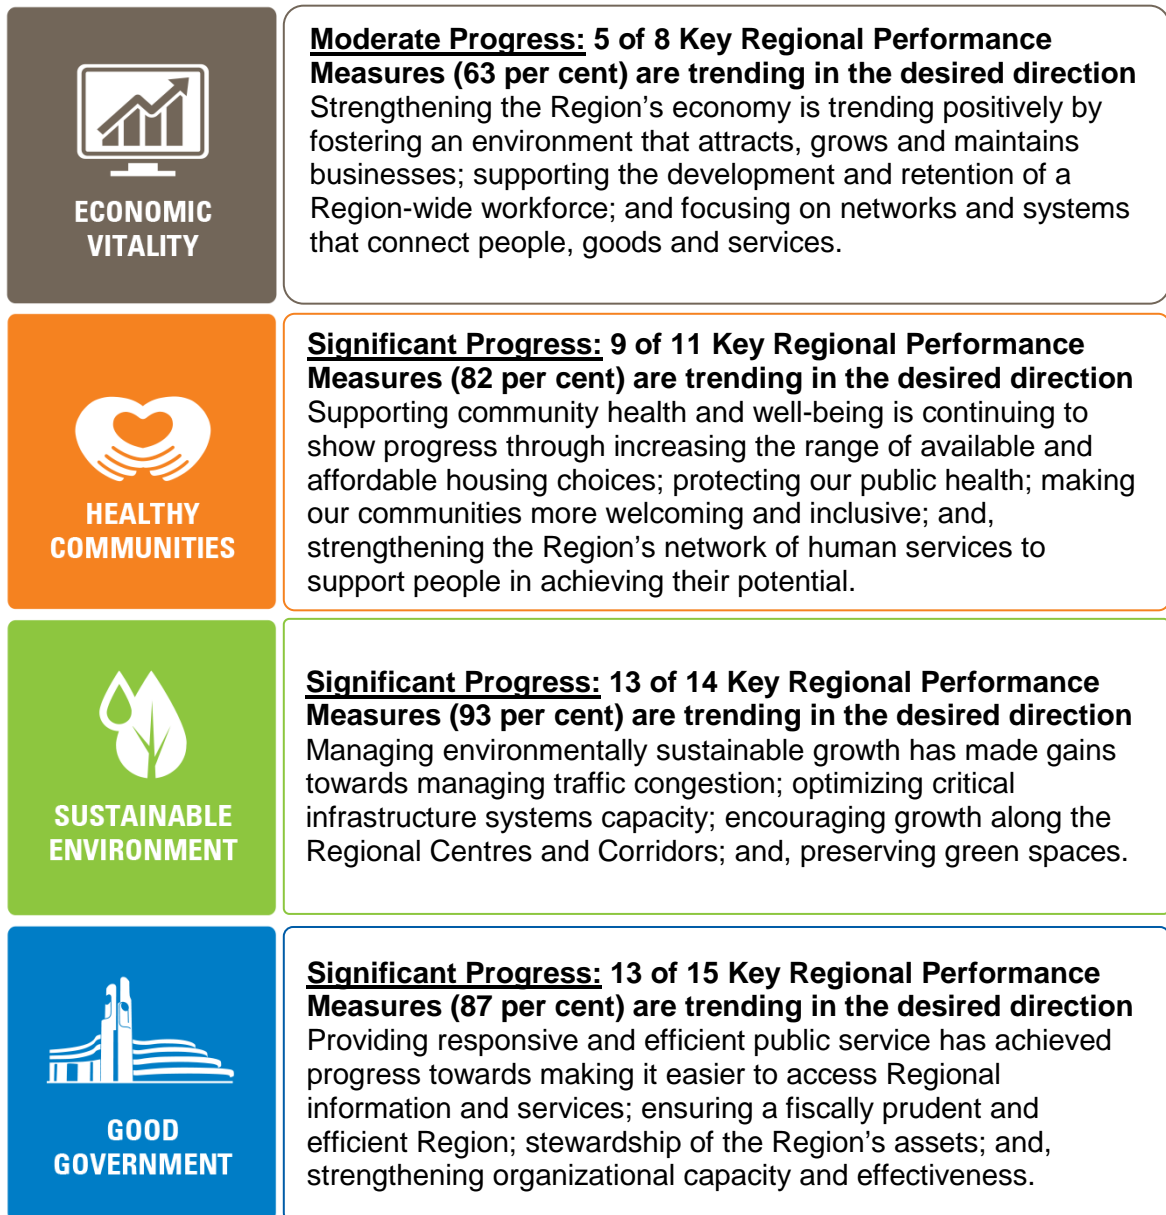 ECONOMIC
VITALITY
Moderate Progress: 5 of 8 Key Regional Performance
Measures (63 per cent) are trending in the desired direction
Strengthening the Region’s economy is trending positively by
fostering an environment that attracts, grows and maintains
businesses; supporting the development and retention of a
Region-wide workforce; and focusing on networks and systems
that connect people, goods and services.
HEALTHY
COMMUNITIES
Significant Progress: 9 of 11 Key Regional Performance
Measures (82 per cent) are trending in the desired direction
Supporting community health and well-being is continuing to
show progress through increasing the range of available and
affordable housing choices; protecting our public health; making
our communities more welcoming and inclusive; and,
strengthening the Region’s network of human services to
support people in achieving their potential.
SUSTAINABLE
ENVIRONMENT
Significant Progress: 13 of 14 Key Regional Performance
Measures (93 per cent) are trending in the desired direction
Managing environmentally sustainable growth has made gains
towards managing traffic congestion; optimizing critical
infrastructure systems capacity; encouraging growth along the
Regional Centres and Corridors; and, preserving green spaces.
GOOD
GOVERNMENT
Significant Progress: 13 of 15 Key Regional Performance
Measures (87 per cent) are trending in the desired direction
Providing responsive and efficient public service has achieved
progress towards making it easier to access Regional
information and services; ensuring a fiscally prudent and
efficient Region; stewardship of the Region’s assets; and,
strengthening organizational capacity and effectiveness.